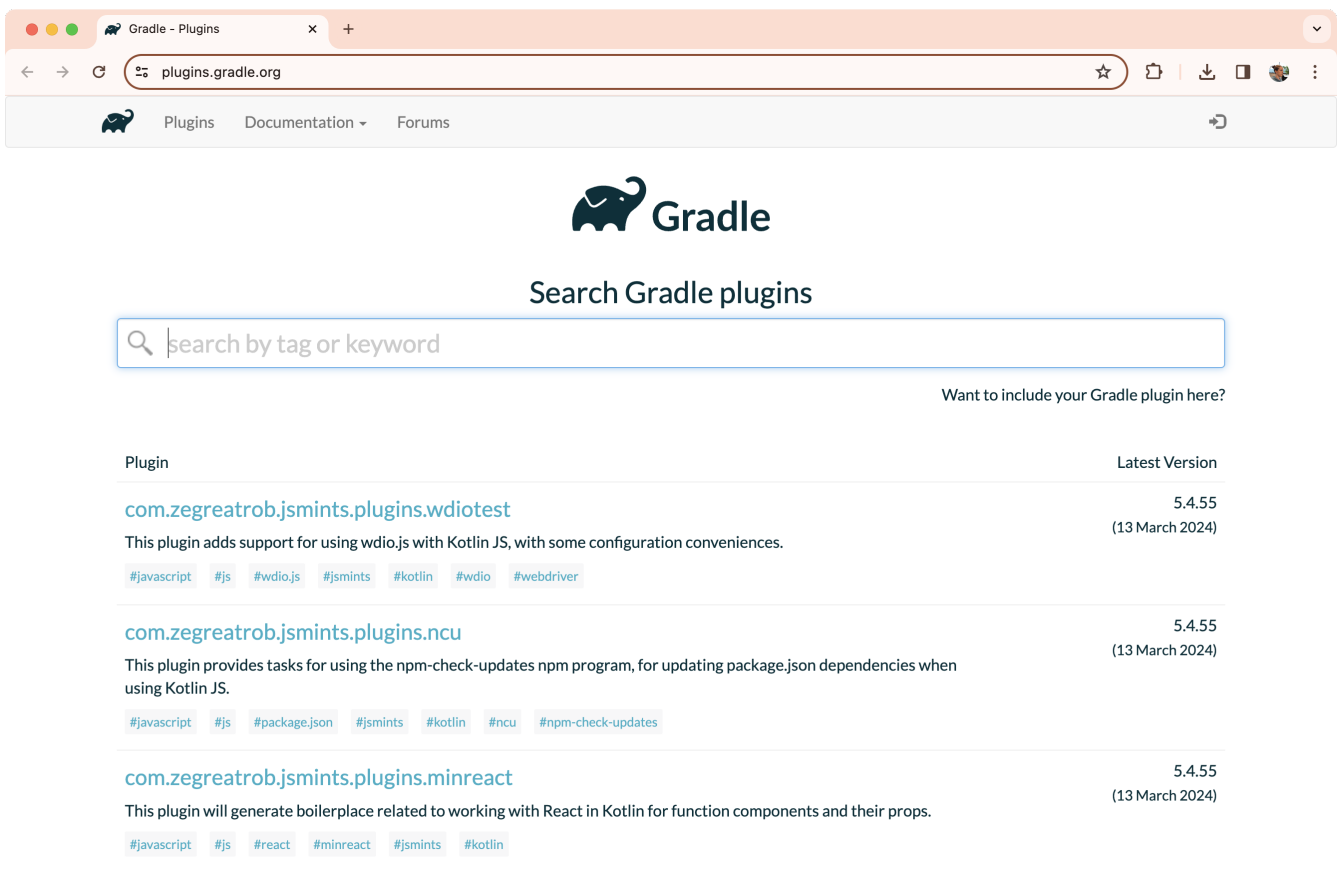 Gradle - Plugins
plugins.gradle.org
Plugins Documentation Forums
Gradle
Search Gradle plugins
search by tag or keyword
Want to include your Gradle plugin here?
Plugin Latest Version
com.zegreatrob.jsmints.plugins.wdiotest 5.4.55
(13 March 2024)
This plugin adds support for using wdio.js with Kotlin JS, with some configuration conveniences.
#javascript #js #wdio.js #jsmints #kotlin #wdio #webdriver
com.zegreatrob.jsmints.plugins.ncu 5.4.55
(13 March 2024)
This plugin provides tasks for using the npm-check-updates npm program, for updating package.json dependencies when
using Kotlin JS.
#javascript #js #package.json #jsmints #kotlin #ncu #npm-check-updates
com.zegreatrob.jsmints.plugins.minreact 5.4.55
(13 March 2024)
This plugin will generate boilerplace related to working with React in Kotlin for function components and their props.
#javascript #js #react #minreact #jsmints #kotlin